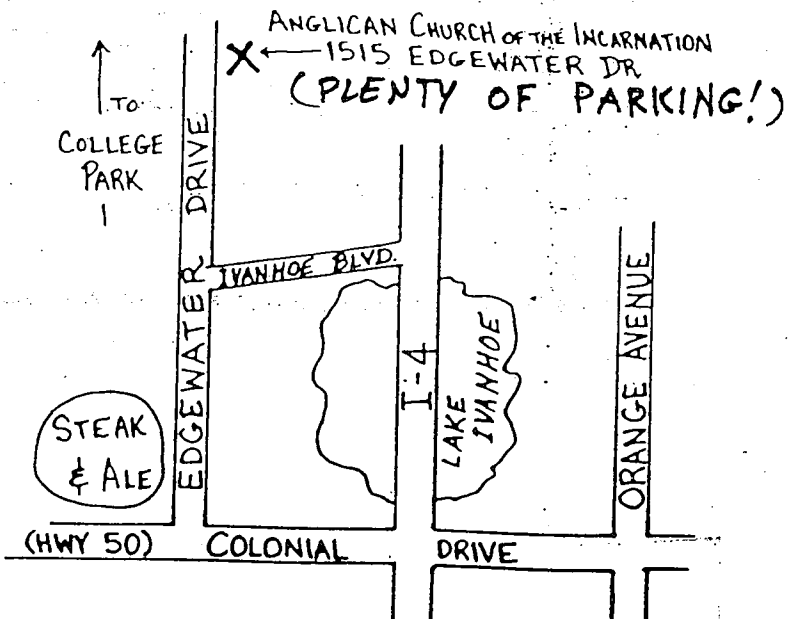 ANGLICAN CHURCH OF THE INCARNATION
1515 EDGEWATER DR
(PLENTY OF PARKING!)
X
TO
COLLEGE
PARK
EDGEWATER DRIVE
IVANHOE BLVD.
I-4
LAKE
IVANHOE
ORANGE AVENUE
STEAK
& ALE
(HWY 50) COLONIAL DRIVE